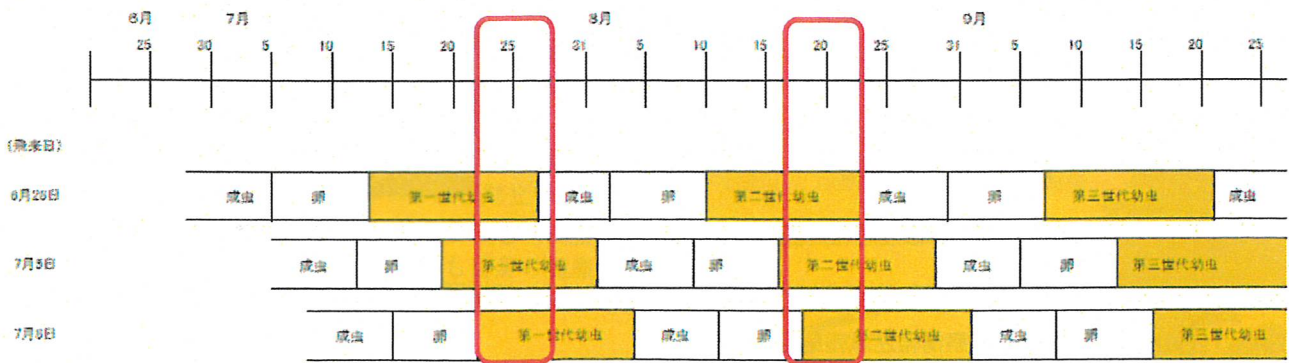 6月 7月 8月 9月
25 30 5 10 15 20 25 31 5 10 15 20 25 31 5 10 15 20 25
(飛来日)
6月28日 成虫 卵 第一世代幼虫 成虫 卵 第二世代幼虫 成虫 卵 第三世代幼虫 成虫
7月5日 成虫 卵 第一世代幼虫 成虫 卵 第二世代幼虫 成虫 卵 第三世代幼虫
7月8日 成虫 卵 第一世代幼虫 成虫 卵 第二世代幼虫 成虫 卵 第三世代幼虫